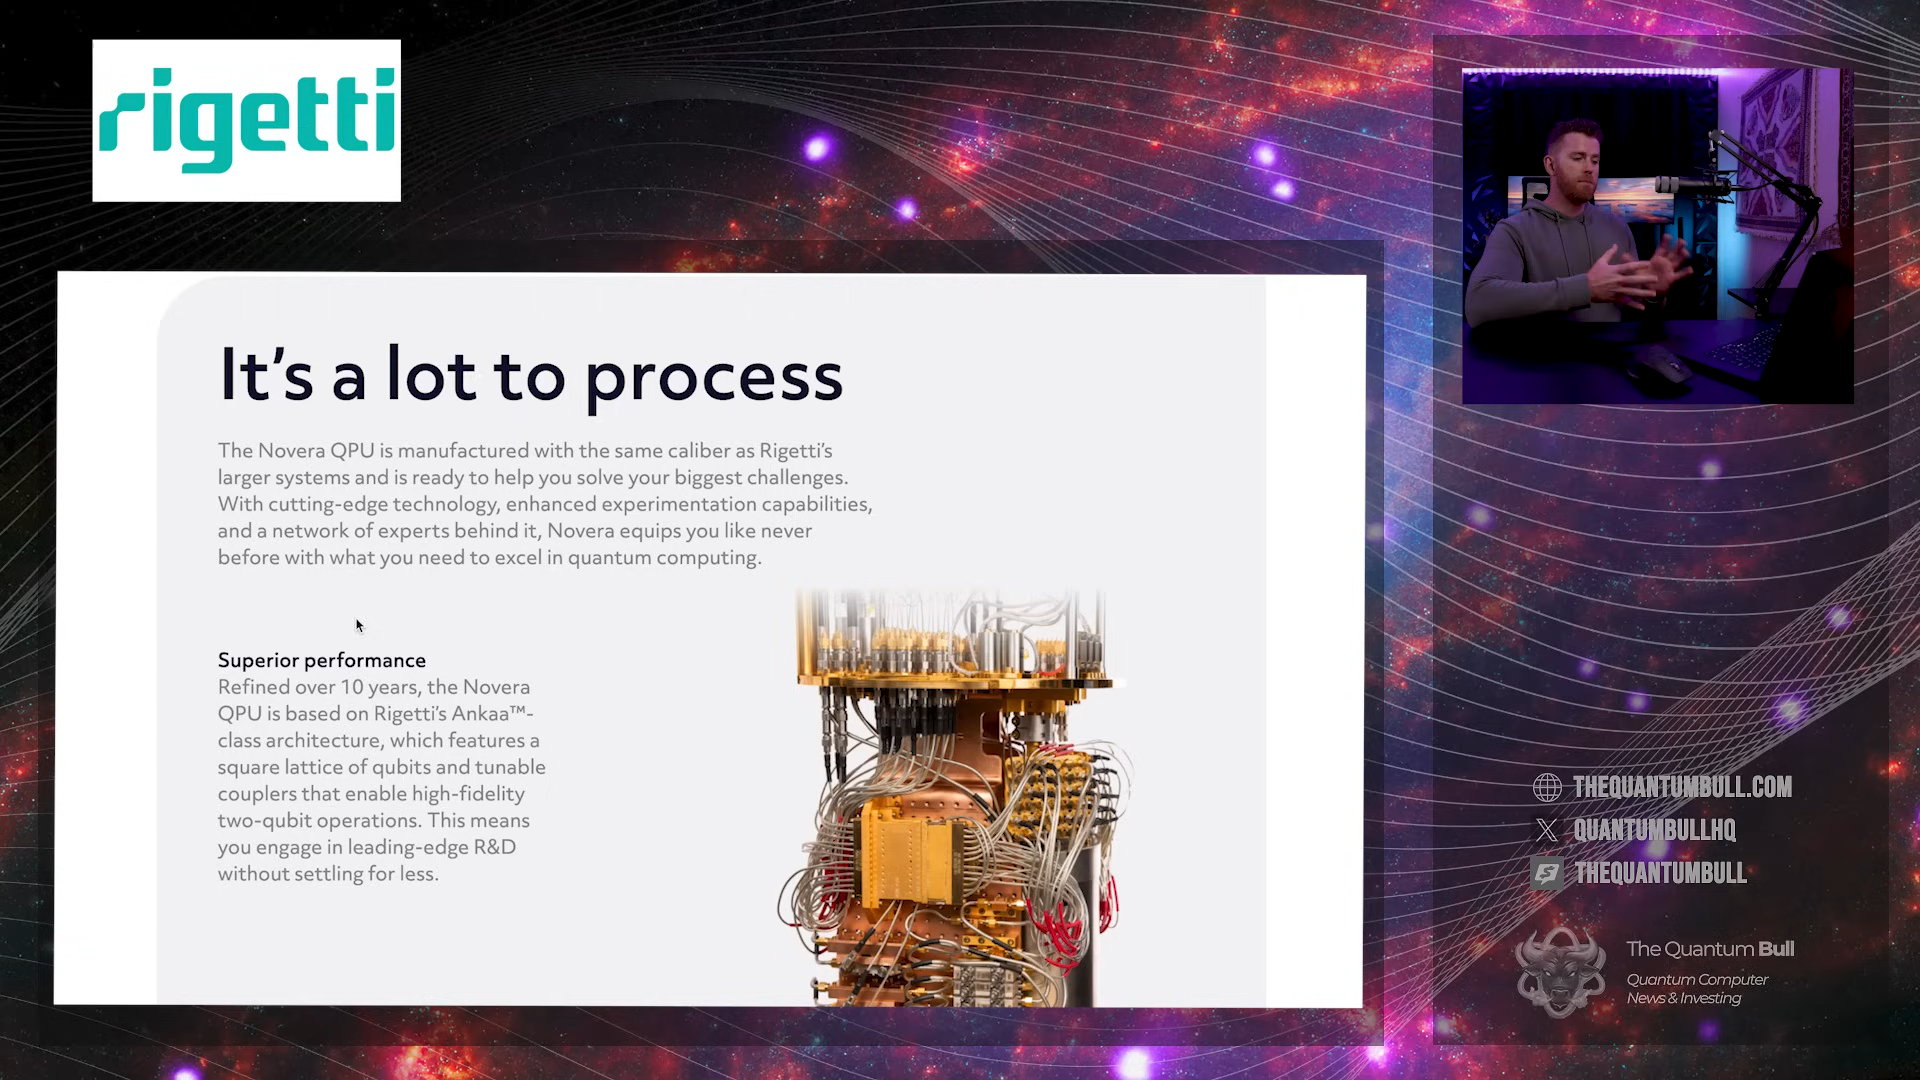 rigetti
It's a lot to process
The Novera QPU is manufactured with the same caliber as Rigetti's
larger systems and is ready to help you solve your biggest challenges.
With cutting-edge technology, enhanced experimentation capabilities,
and a network of experts behind it, Novera equips you like never
before with what you need to excel in quantum computing.
Superior performance
Refined over 10 years, the Novera
QPU is based on Rigetti's Ankaa™-
class architecture, which features a
square lattice of qubits and tunable
couplers that enable high-fidelity
two-qubit operations. This means
you engage in leading-edge R&D
without settling for less.
THEQUANTUMBULL.COM
QUANTUMBULLHQ
THEQUANTUMBULL
The Quantum Bull
Quantum Computer
News & Investing